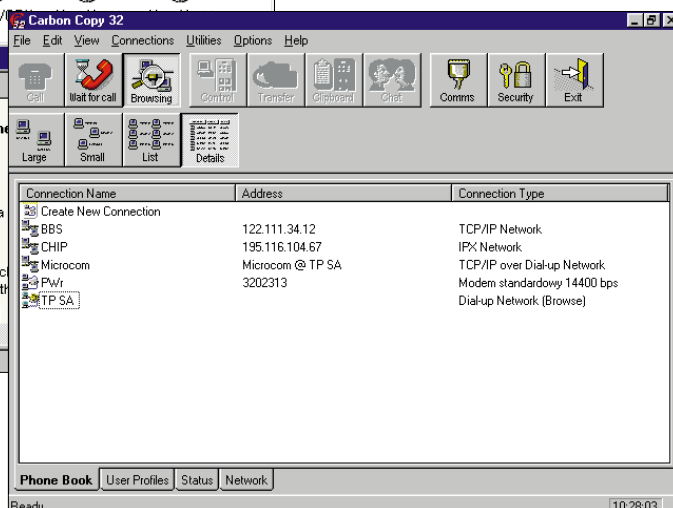 Carbon Copy 32
File Edit View Connections Utilities Options Help
Call Wait for call Browsing Control Transfer Clipboard Chat Comms Security Exit
Large Small List Details
Connection Name Address Connection Type
Create New Connection
BBS 122.111.34.12 TCP/IP Network
CHIP 195.116.104.67 IPX Network
Microcom Microcom @ TP SA TCP/IP over Dial-up Network
PWr 3202313 Modem standardowy 14400 bps
TP SA Dial-up Network (Browse)
Phone Book User Profiles Status Network
Ready 10:28:03